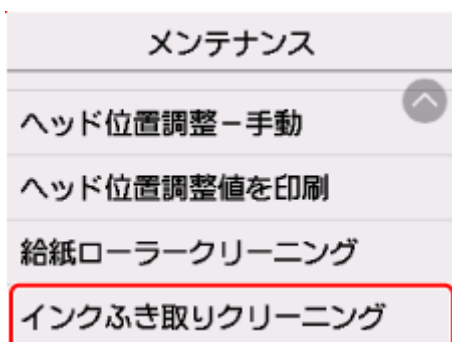 メンテナンス
ヘッド位置調整－手動
ヘッド位置調整値を印刷
給紙ローラークリーニング
インクふき取りクリーニング